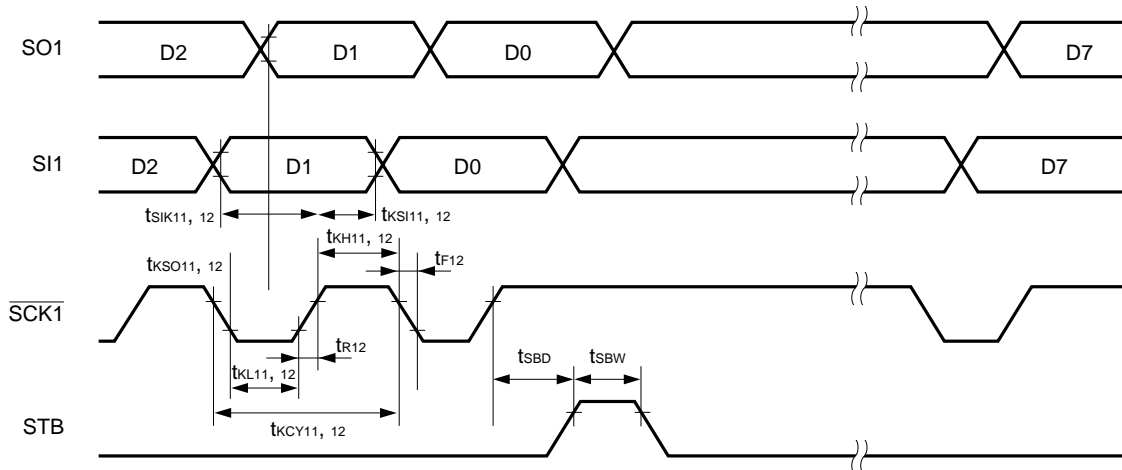 SO1 D2 D1 D0 D7
SI1 D2 D1 D0 D7
tSIK11, 12 tKSI11, 12
tKH11, 12
tKSO11, 12 tF12
SCK1
tR12 tSBD tSBW
tKL11, 12
STB
tKCY11, 12